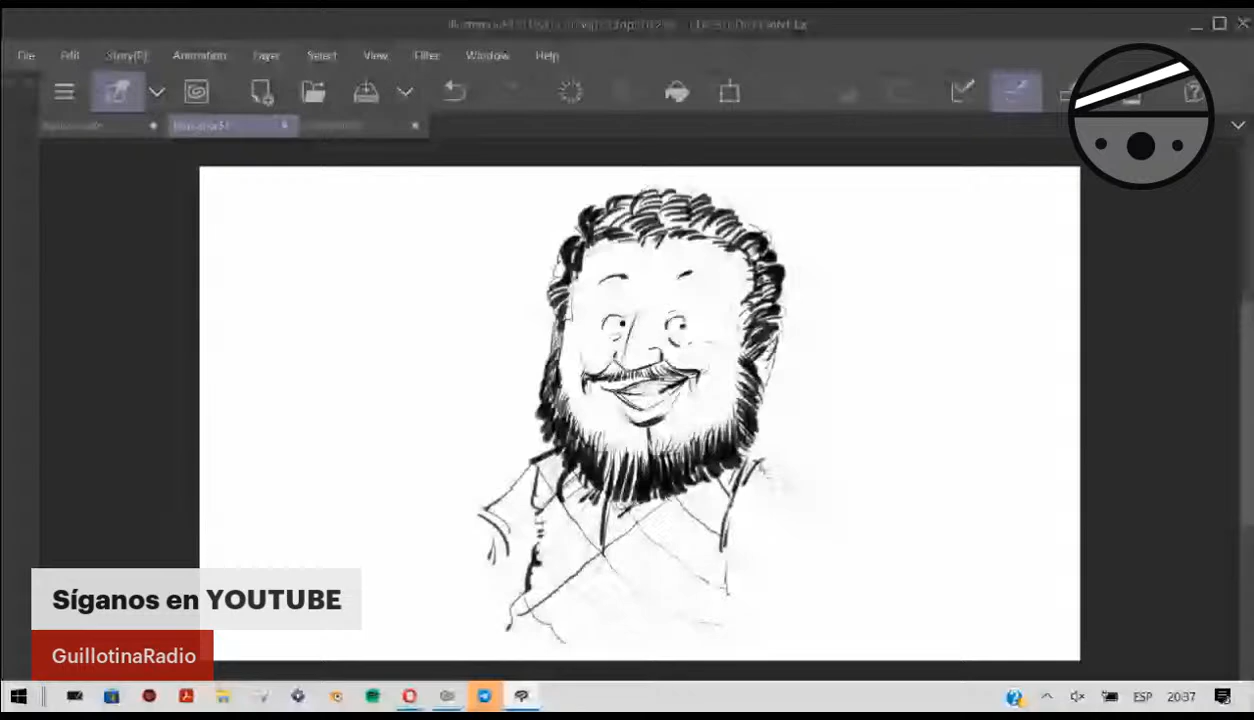 File Edit Story(P) Animation Layer Select View Filter Window Help
Síganos en YOUTUBE
GuillotinaRadio
ESP 20:37